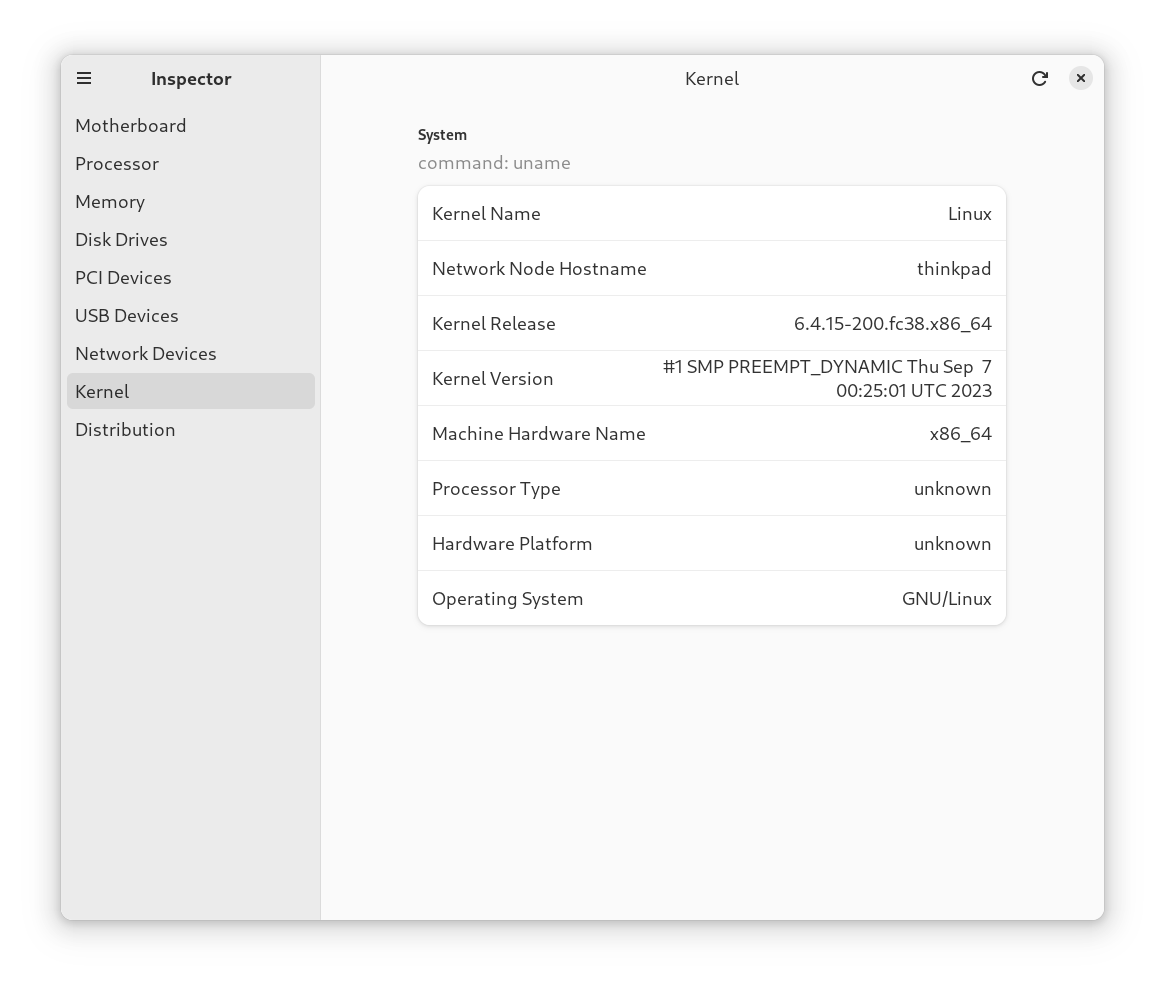 Inspector
Motherboard
Processor
Memory
Disk Drives
PCI Devices
USB Devices
Network Devices
Kernel
Distribution
Kernel
System
command: uname
Kernel Name
Linux
Network Node Hostname
thinkpad
Kernel Release
6.4.15-200.fc38.x86_64
Kernel Version
#1 SMP PREEMPT_DYNAMIC Thu Sep  7
00:25:01 UTC 2023
Machine Hardware Name
x86_64
Processor Type
unknown
Hardware Platform
unknown
Operating System
GNU/Linux